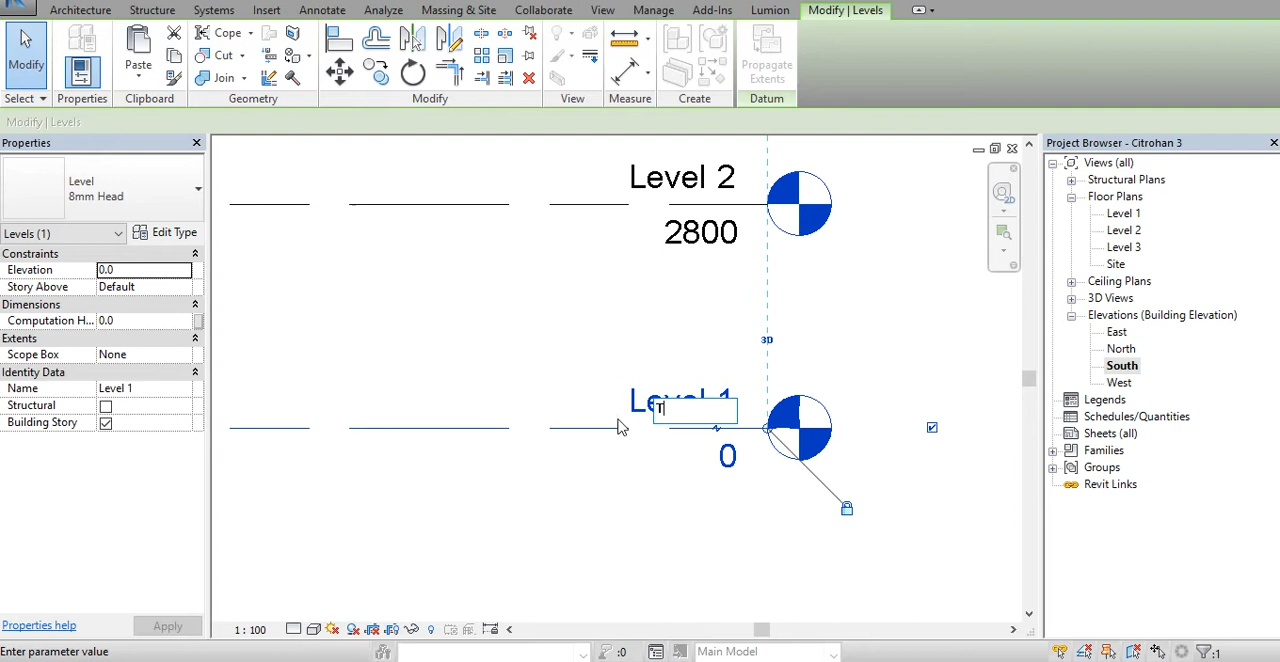 Architecture Structure Systems Insert Annotate Analyze Massing & Site Collaborate View Manage Add-Ins Lumion Modify | Levels
Modify
Paste
Cope
Cut
Join
Propagate
Extents
Select Properties Clipboard Geometry Modify View Measure Create Datum
Modify | Levels
Properties
Level
8mm Head
Levels (1) Edit Type
Constraints
Elevation 0.0
Story Above Default
Dimensions
Computation H... 0.0
Extents
Scope Box None
Identity Data
Name Level 1
Structural
Building Story
Properties help Apply
Level 2
2800
3D
Level 1
T
0
2D
Project Browser - Citrohan 3
Views (all)
Structural Plans
Floor Plans
Level 1
Level 2
Level 3
Site
Ceiling Plans
3D Views
Elevations (Building Elevation)
East
North
South
West
Legends
Schedules/Quantities
Sheets (all)
Families
Groups
Revit Links
1 : 100
Enter parameter value :0 Main Model :1